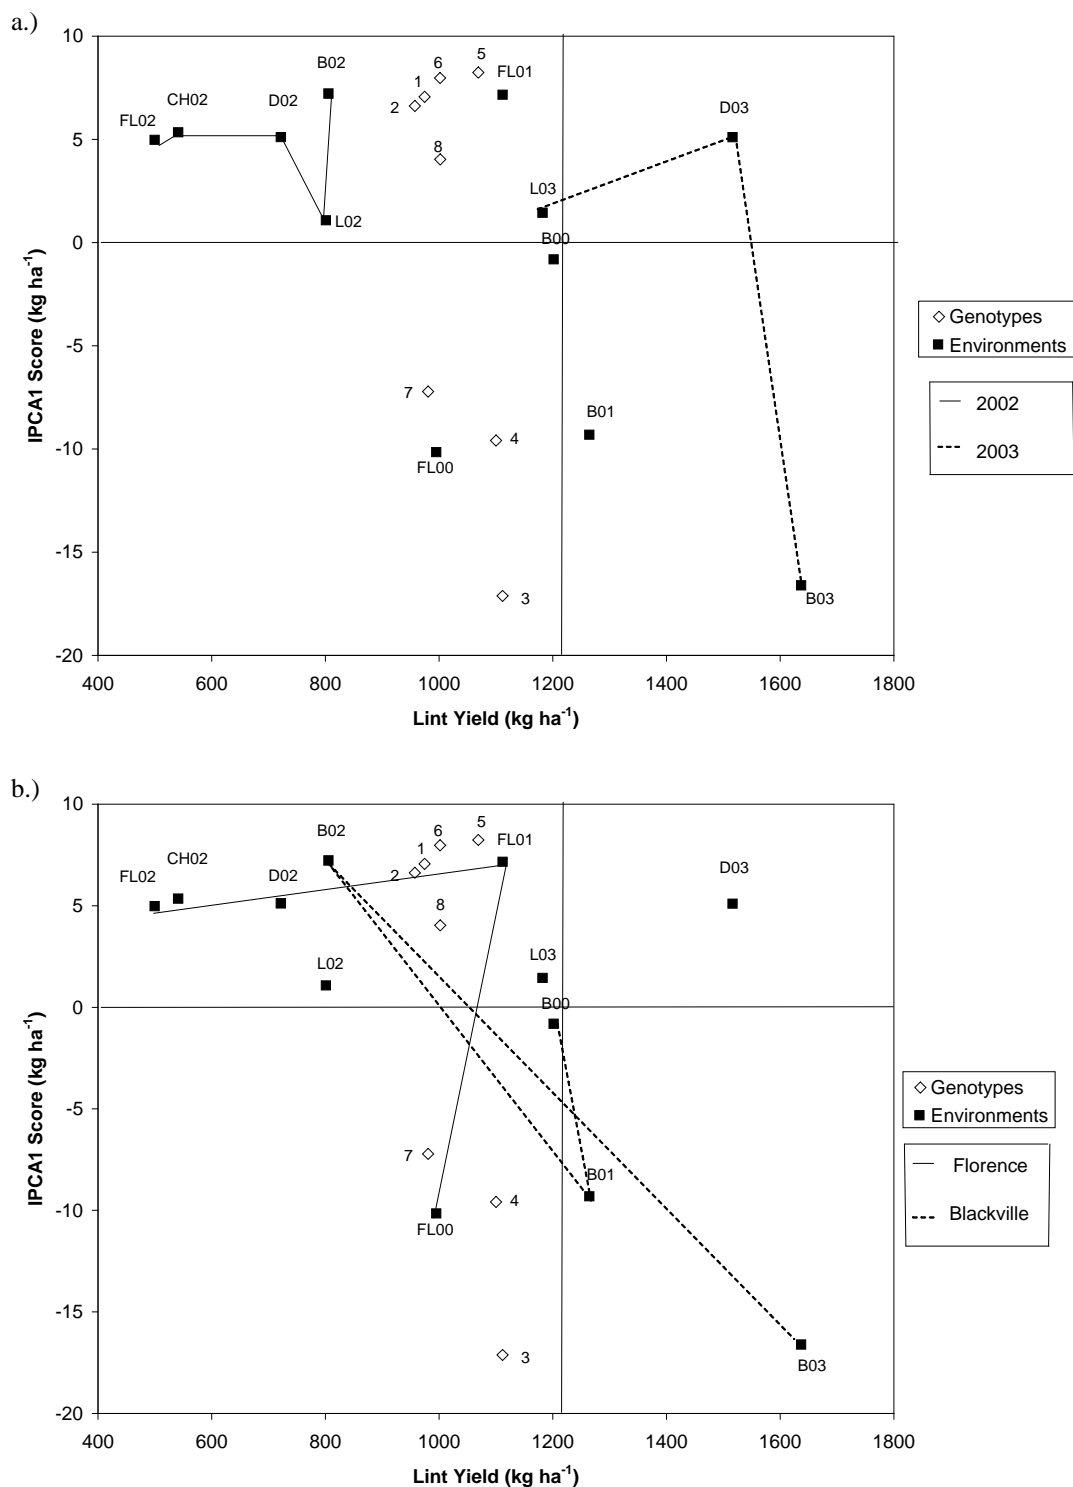 a.)
10
5
0
-5
-10
-15
-20
IPCA1 Score (kg ha-1)
FL02
CH02
D02
B02
L02
2
1
6
5
8
FL01
D03
L03
B00
7
4
FL00
B01
3
B03
400 600 800 1000 1200 1400 1600 1800
Lint Yield (kg ha-1)
Genotypes
Environments
2002
2003
b.)
10
5
0
-5
-10
-15
-20
IPCA1 Score (kg ha-1)
FL02
CH02
D02
B02
L02
2
1
6
5
8
FL01
D03
L03
B00
7
4
FL00
B01
3
B03
400 600 800 1000 1200 1400 1600 1800
Lint Yield (kg ha-1)
Genotypes
Environments
Florence
Blackville